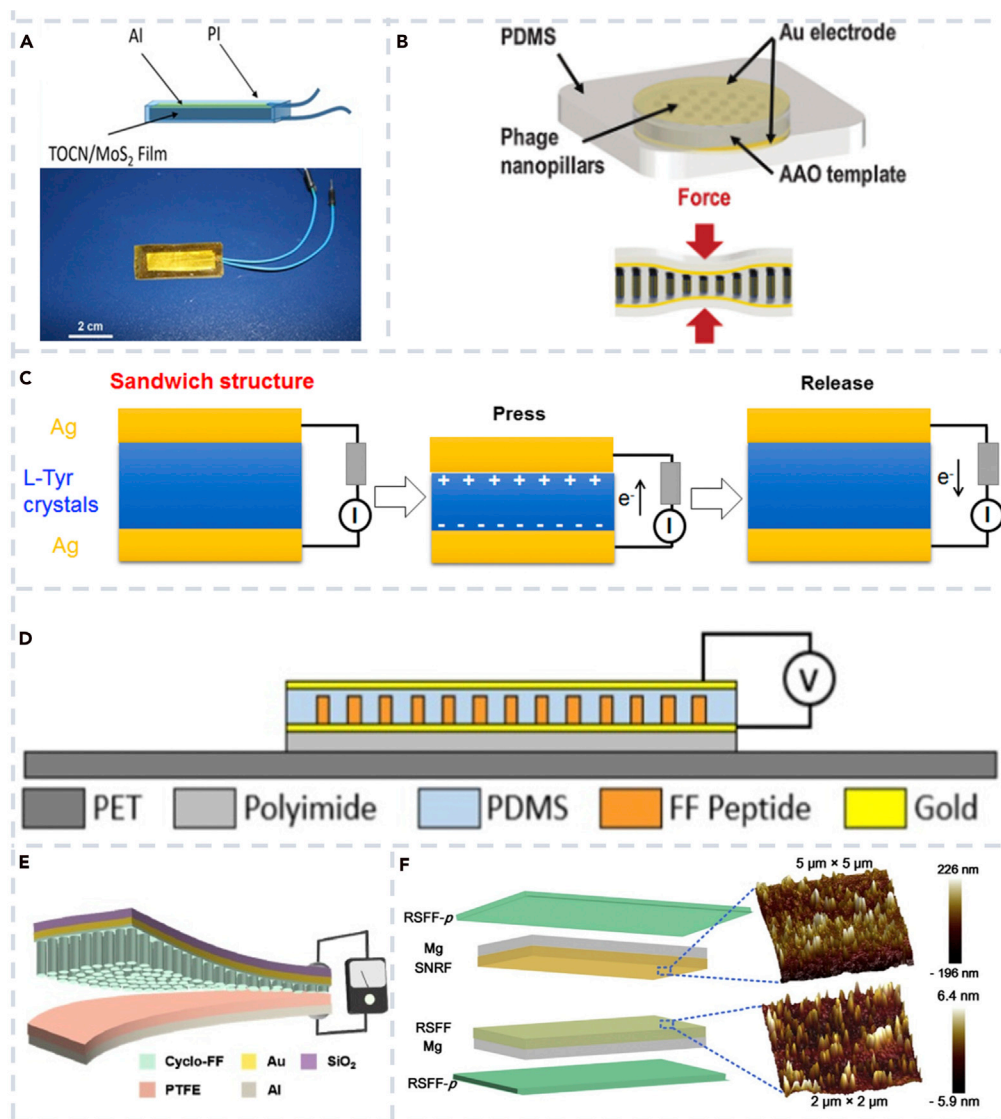 A
Al PI
TOCN/MoS₂ Film
2 cm
B
PDMS
Au electrode
Phage
nanopillars
AAO template
Force
C
Sandwich structure
Press
Release
Ag
L-Tyr
crystals
Ag
+ + + + + + +
- - - - - - - -
e⁻
I
I
e⁻
I
D
V
PET Polyimide PDMS FF Peptide Gold
E
Cyclo-FF Au SiO₂
PTFE Al
F
5 μm × 5 μm
226 nm
RSFF-p
Mg
SNRF
- 196 nm
6.4 nm
RSFF
Mg
RSFF-p
2 μm × 2 μm
- 5.9 nm